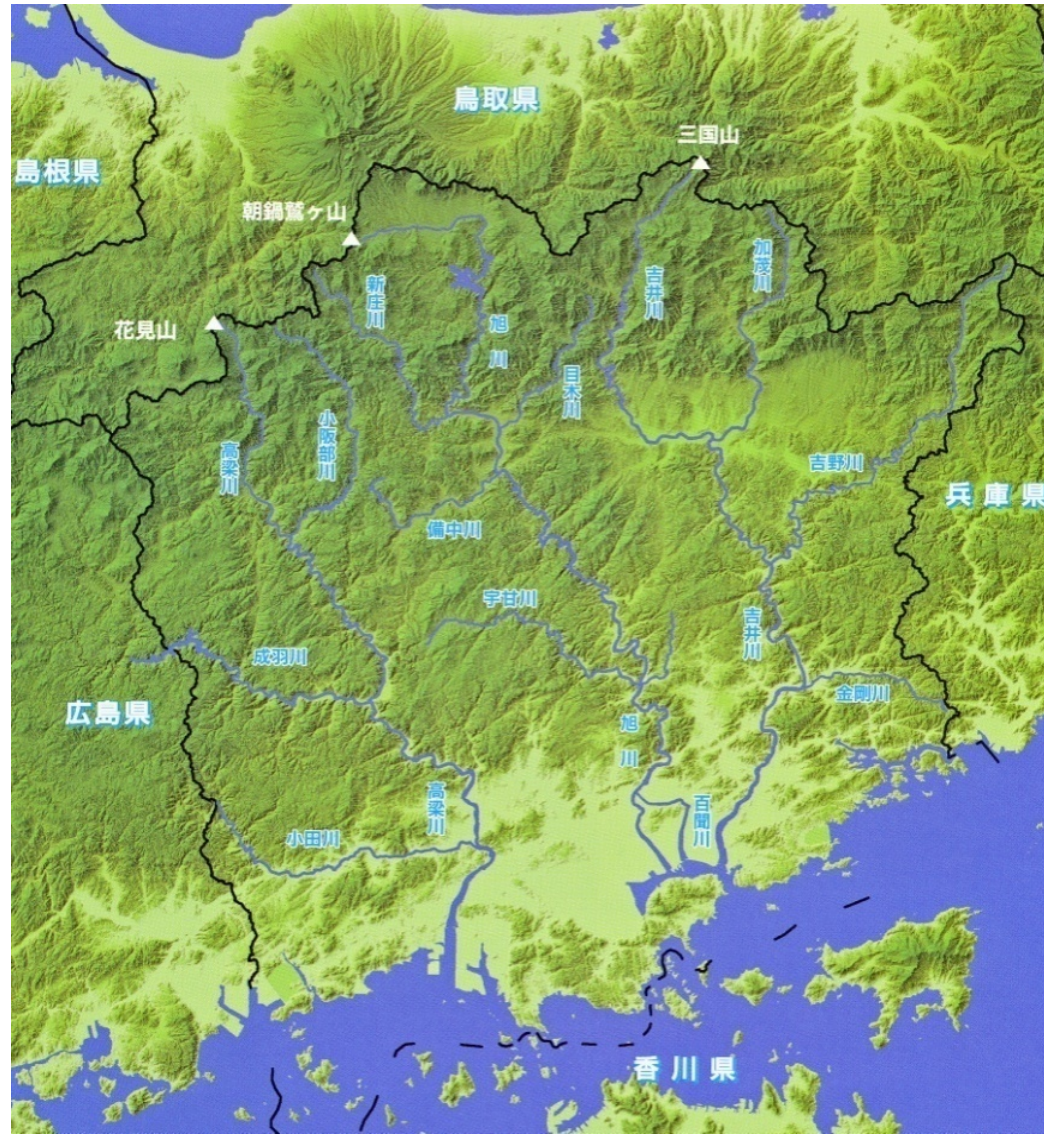 鳥取県
三国山
島根県
朝鍋鷲ヶ山
加茂川
吉井川
新庄川
旭川
花見山
目木川
小阪部川
高梁川
吉野川
兵庫県
備中川
宇甘川
吉井川
成羽川
金剛川
広島県
旭川
百間川
高梁川
小田川
香川県